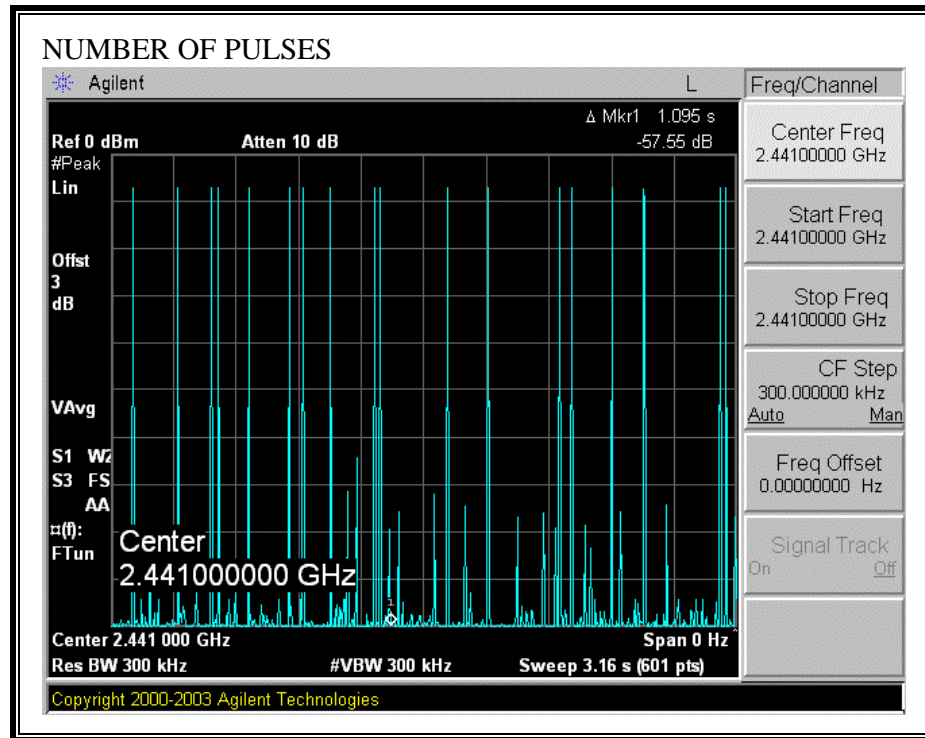 NUMBER OF PULSES
Agilent L Freq/Channel
Δ Mkr1 1.095 s
Ref 0 dBm Atten 10 dB -57.55 dB
#Peak
Lin
Offst
3
dB
VAvg
S1 W2
S3 FS
AA
¤(f):
FTun
Center
2.441000000 GHz
1
Center 2.441 000 GHz Span 0 Hz
Res BW 300 kHz #VBW 300 kHz Sweep 3.16 s (601 pts)
Copyright 2000-2003 Agilent Technologies
Center Freq
2.44100000 GHz
Start Freq
2.44100000 GHz
Stop Freq
2.44100000 GHz
CF Step
300.000000 kHz
Auto Man
Freq Offset
0.00000000 Hz
Signal Track
On Off